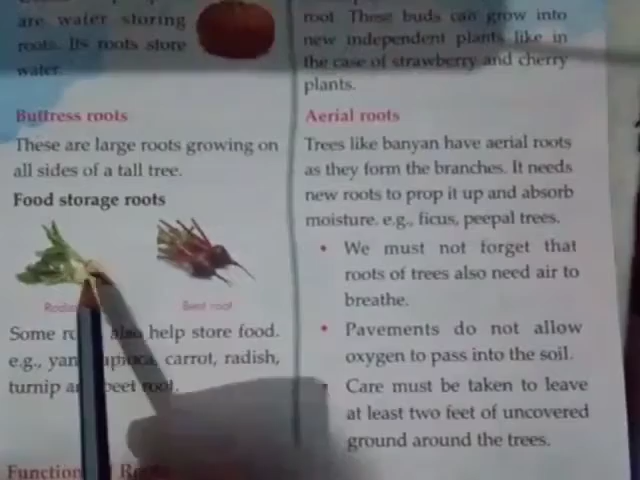 are water storing
roots. Its roots store
water.
Buttress roots
These are large roots growing on
all sides of a tall tree.
Food storage roots
Beet root
Some also help store food.
e.g., carrot, radish,
turnip beet root.
Function Roots
root. These buds can grow into
new independent plants like in
the case of strawberry and cherry
plants.
Aerial roots
Trees like banyan have aerial roots
as they form the branches. It needs
new roots to prop it up and absorb
moisture. e.g., ficus, peepal trees.
• We must not forget that
roots of trees also need air to
breathe.
• Pavements do not allow
oxygen to pass into the soil.
Care must be taken to leave
at least two feet of uncovered
ground around the trees.